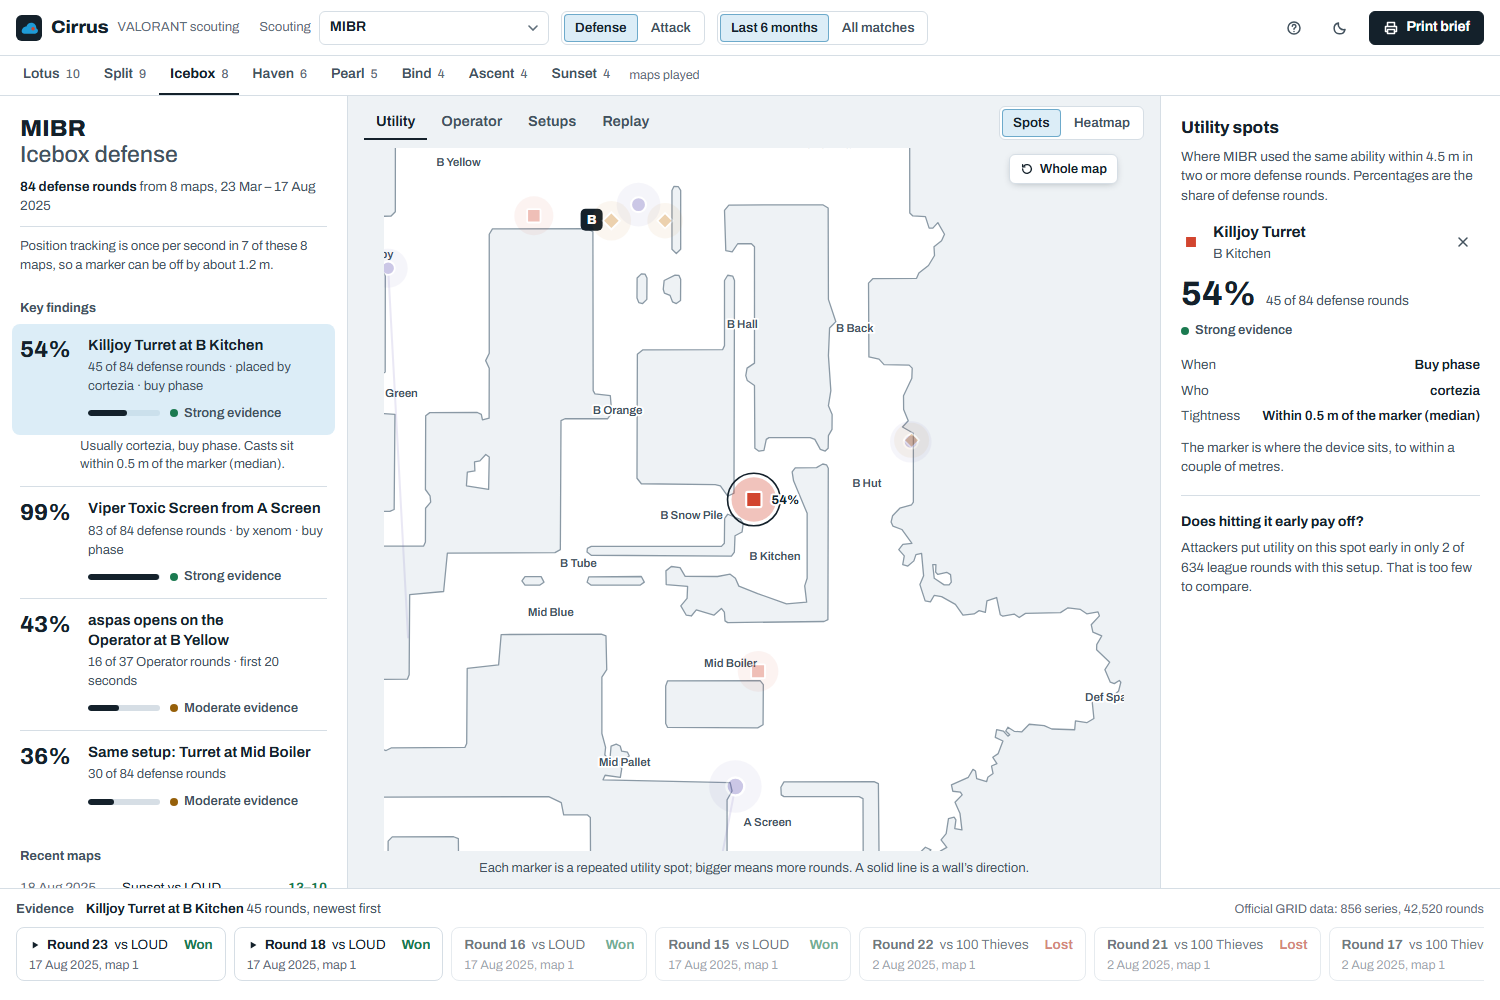 Cirrus VALORANT scouting Scouting MIBR Defense Attack Last 6 months All matches Print brief
Lotus 10 Split 9 Icebox 8 Haven 6 Pearl 5 Bind 4 Ascent 4 Sunset 4 maps played
MIBR
Icebox defense
84 defense rounds from 8 maps, 23 Mar – 17 Aug
2025
Position tracking is once per second in 7 of these 8
maps, so a marker can be off by about 1.2 m.
Key findings
54% Killjoy Turret at B Kitchen
45 of 84 defense rounds · placed by
cortezia · buy phase
Strong evidence
Usually cortezia, buy phase. Casts sit
within 0.5 m of the marker (median).
99% Viper Toxic Screen from A Screen
83 of 84 defense rounds · by xenom · buy
phase
Strong evidence
43% aspas opens on the
Operator at B Yellow
16 of 37 Operator rounds · first 20
seconds
Moderate evidence
36% Same setup: Turret at Mid Boiler
30 of 84 defense rounds
Moderate evidence
Recent maps
18 Aug 2025 Sunset vs LOUD 13–10
Utility Operator Setups Replay
Spots Heatmap
Whole map
B Yellow
B
oy
B Hall
B Back
Green
B Orange
B Hut
54%
B Snow Pile
B Kitchen
B Tube
Mid Blue
Mid Boiler
Def Spa
Mid Pallet
A Screen
Each marker is a repeated utility spot; bigger means more rounds. A solid line is a wall's direction.
Utility spots
Where MIBR used the same ability within 4.5 m in
two or more defense rounds. Percentages are the
share of defense rounds.
Killjoy Turret
B Kitchen
54% 45 of 84 defense rounds
Strong evidence
When Buy phase
Who cortezia
Tightness Within 0.5 m of the marker (median)
The marker is where the device sits, to within a
couple of metres.
Does hitting it early pay off?
Attackers put utility on this spot early in only 2 of
634 league rounds with this setup. That is too few
to compare.
Evidence Killjoy Turret at B Kitchen 45 rounds, newest first
Official GRID data: 856 series, 42,520 rounds
Round 23 vs LOUD Won
17 Aug 2025, map 1
Round 18 vs LOUD Won
17 Aug 2025, map 1
Round 16 vs LOUD Won
17 Aug 2025, map 1
Round 15 vs LOUD Won
17 Aug 2025, map 1
Round 22 vs 100 Thieves Lost
2 Aug 2025, map 1
Round 21 vs 100 Thieves Lost
2 Aug 2025, map 1
Round 17 vs 100 Thiev
2 Aug 2025, map 1